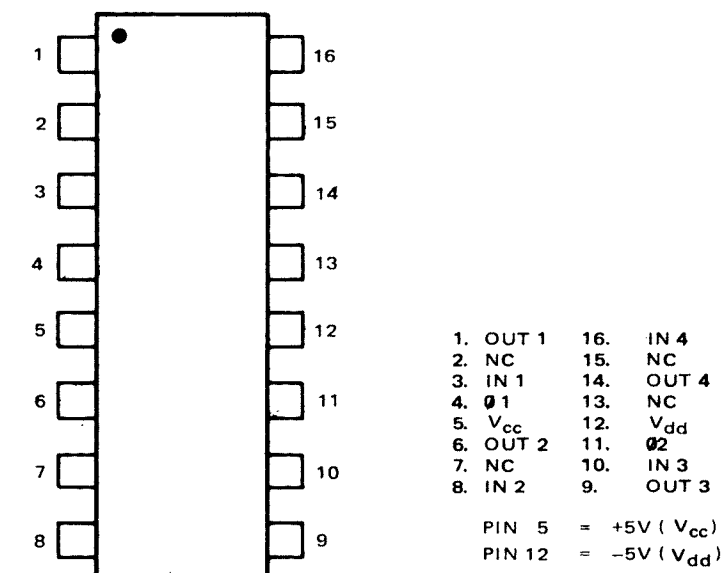 1 16
2 15
3 14
4 13
5 12
6 11
7 10
8 9
1. OUT 1 16. IN 4
2. NC 15. NC
3. IN 1 14. OUT 4
4. Ø1 13. NC
5. Vcc 12. Vdd
6. OUT 2 11. Ø2
7. NC 10. IN 3
8. IN 2 9. OUT 3
PIN 5 = +5V ( Vcc)
PIN 12 = −5V ( Vdd)